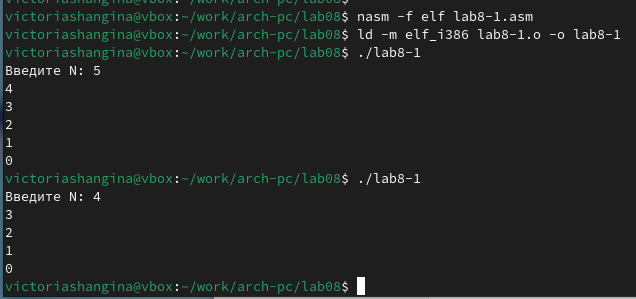 victoriashangina@vbox:~/work/arch-pc/lab08$ nasm -f elf lab8-1.asm
victoriashangina@vbox:~/work/arch-pc/lab08$ ld -m elf_i386 lab8-1.o -o lab8-1
victoriashangina@vbox:~/work/arch-pc/lab08$ ./lab8-1
Введите N: 5
4
3
2
1
0
victoriashangina@vbox:~/work/arch-pc/lab08$ ./lab8-1
Введите N: 4
3
2
1
0
victoriashangina@vbox:~/work/arch-pc/lab08$